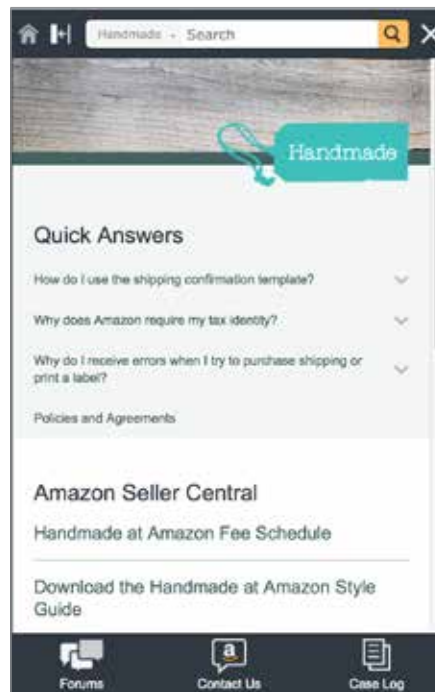 Handmade Search
Handmade
Quick Answers
How do I use the shipping confirmation template?
Why does Amazon require my tax identity?
Why do I receive errors when I try to purchase shipping or
print a label?
Policies and Agreements
Amazon Seller Central
Handmade at Amazon Fee Schedule
Download the Handmade at Amazon Style
Guide
a
Forums Contact Us Case Log